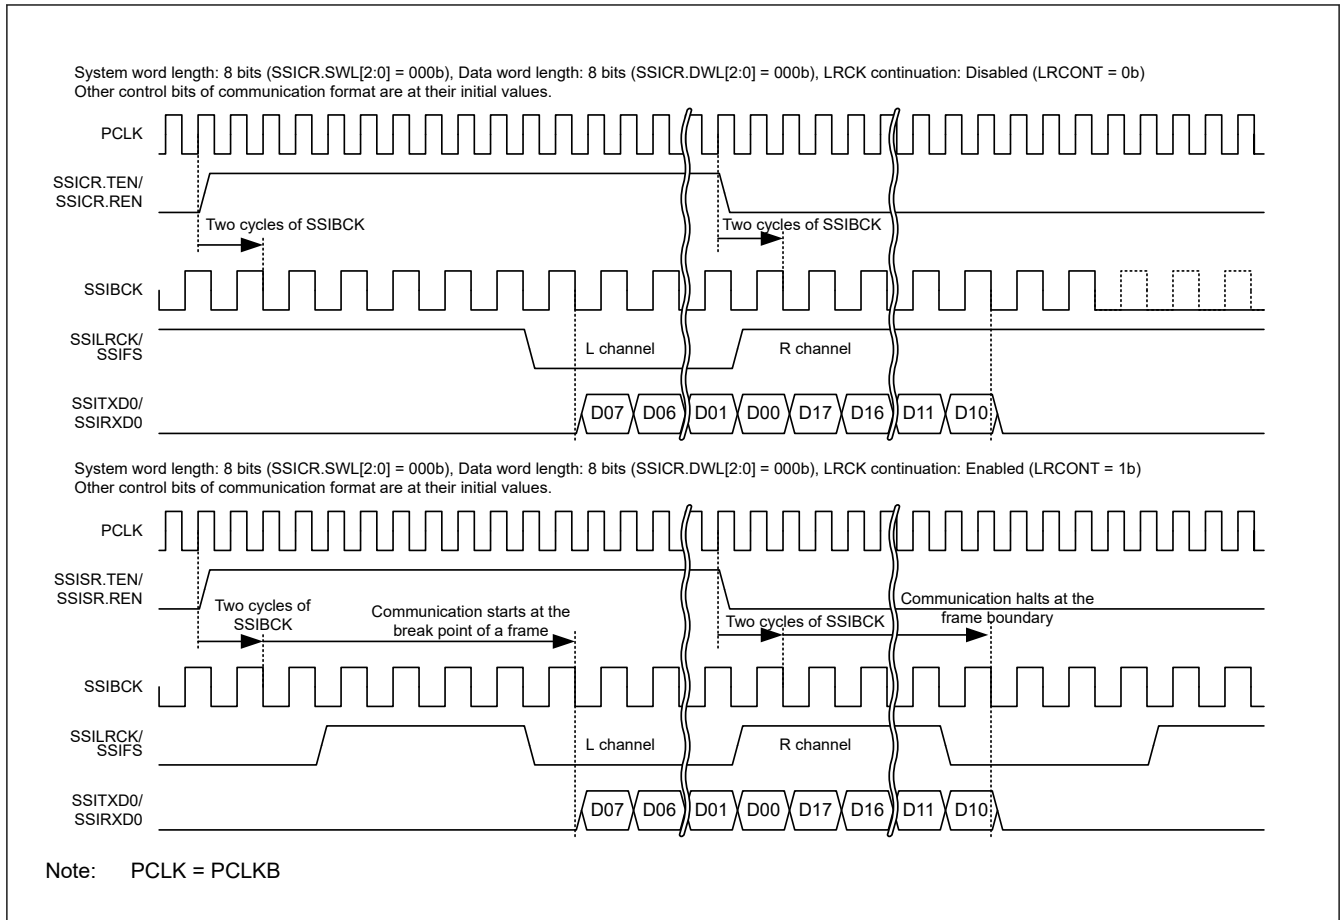 System word length: 8 bits (SSICR.SWL[2:0] = 000b), Data word length: 8 bits (SSICR.DWL[2:0] = 000b), LRCK continuation: Disabled (LRCONT = 0b)
Other control bits of communication format are at their initial values.
PCLK
SSICR.TEN/
SSICR.REN
Two cycles of SSIBCK
Two cycles of SSIBCK
SSIBCK
SSILRCK/
SSIFS
L channel
R channel
SSITXD0/
SSIRXD0
D07 D06 D01 D00 D17 D16 D11 D10
System word length: 8 bits (SSICR.SWL[2:0] = 000b), Data word length: 8 bits (SSICR.DWL[2:0] = 000b), LRCK continuation: Enabled (LRCONT = 1b)
Other control bits of communication format are at their initial values.
PCLK
SSISR.TEN/
SSISR.REN
Two cycles of
SSIBCK
Communication starts at the
break point of a frame
Two cycles of SSIBCK
Communication halts at the
frame boundary
SSIBCK
SSILRCK/
SSIFS
L channel
R channel
SSITXD0/
SSIRXD0
D07 D06 D01 D00 D17 D16 D11 D10
Note: PCLK = PCLKB